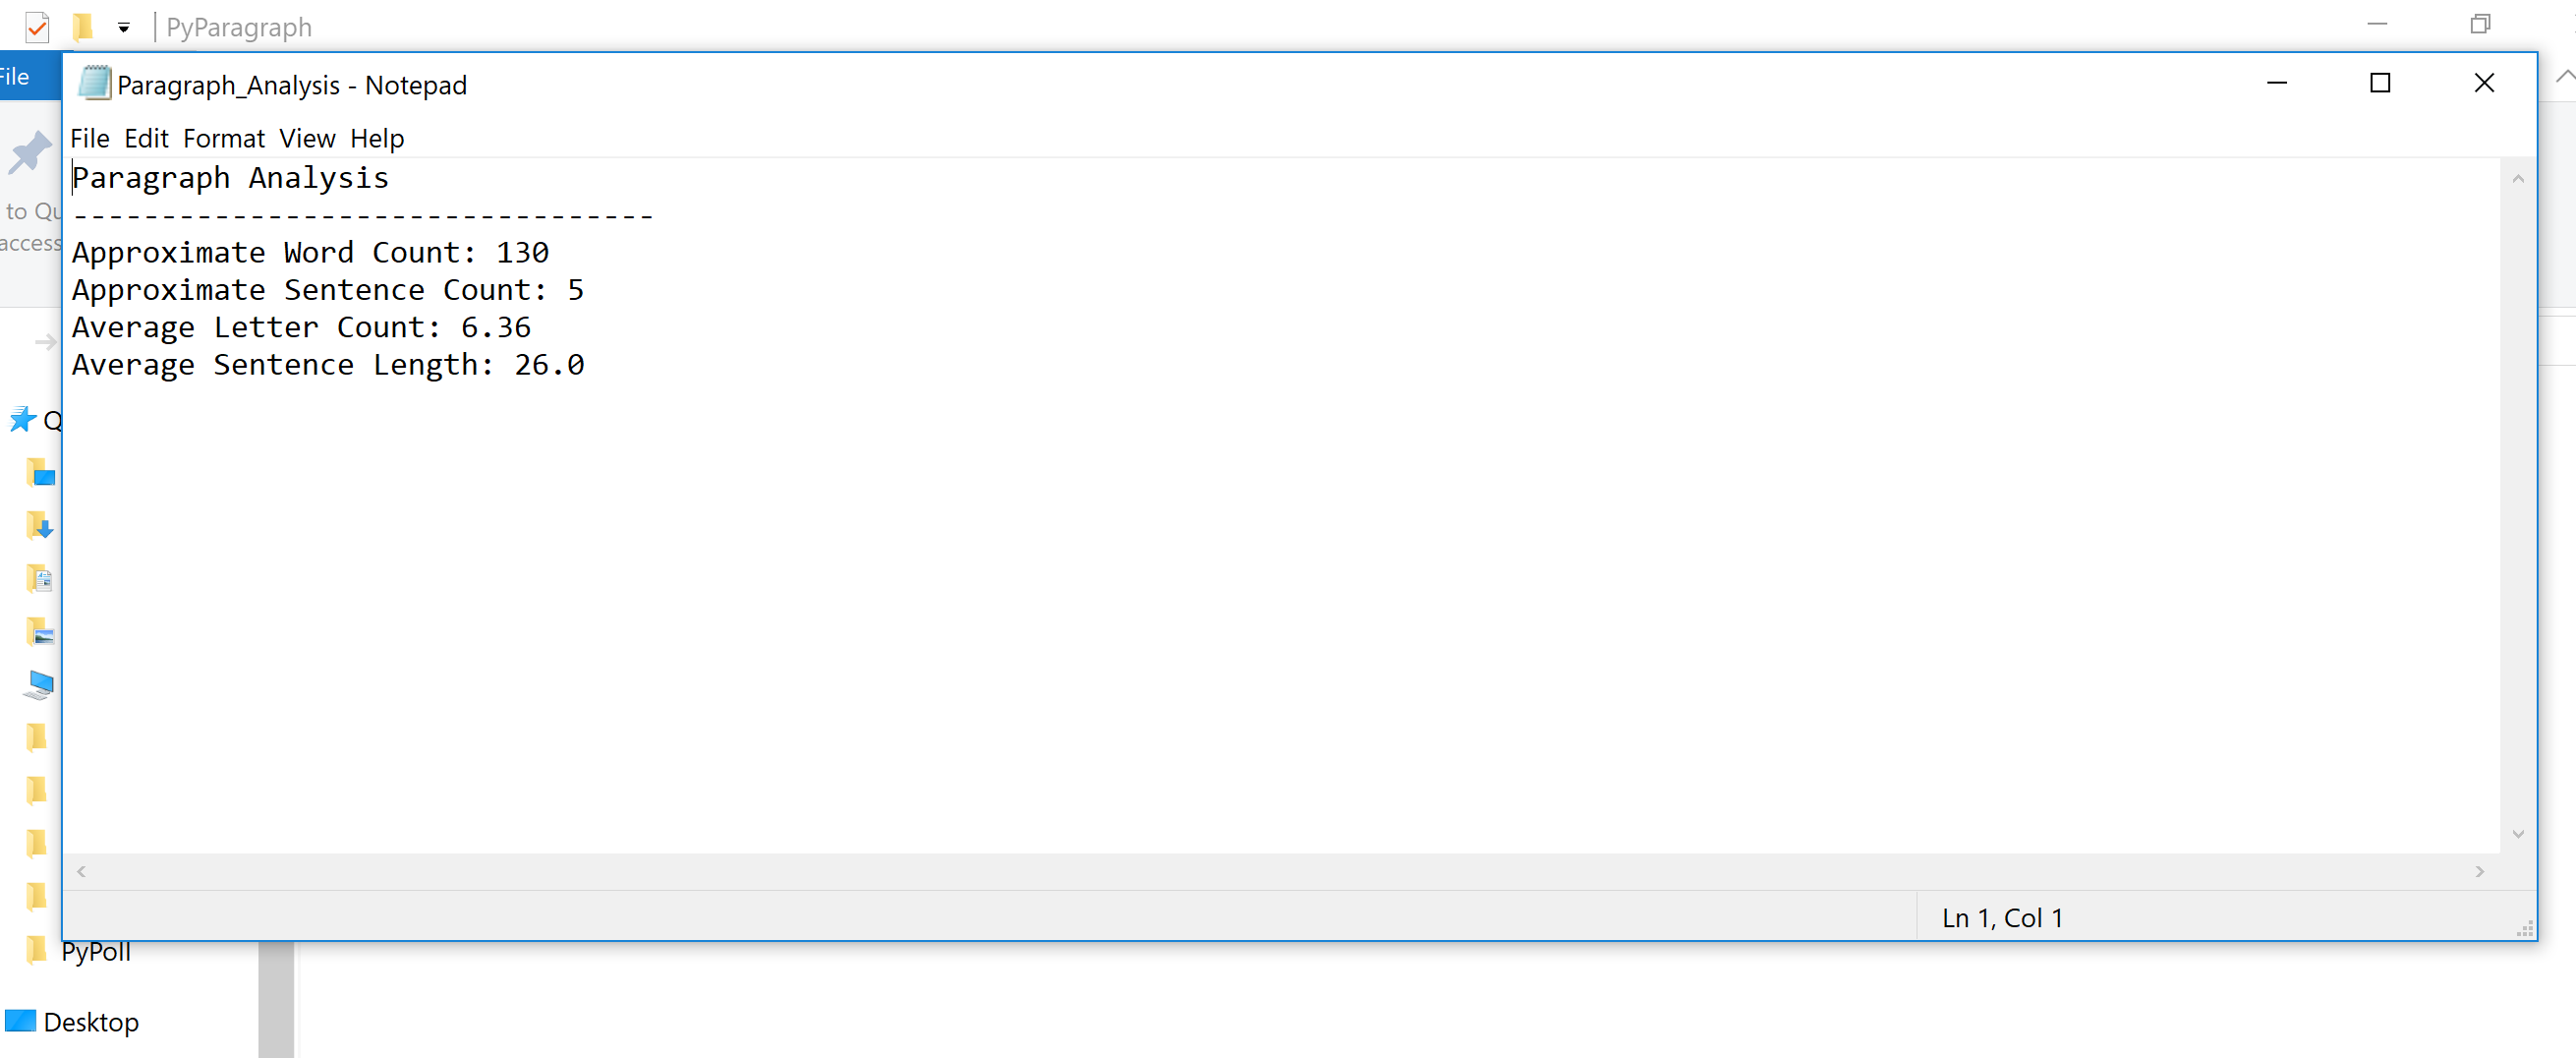 PyParagraph
File
Paragraph_Analysis - Notepad
File Edit Format View Help
to Qu
access
Paragraph Analysis
---------------------------------
Approximate Word Count: 130
Approximate Sentence Count: 5
Average Letter Count: 6.36
Average Sentence Length: 26.0
Q
Ln 1, Col 1
PyPoll
Desktop